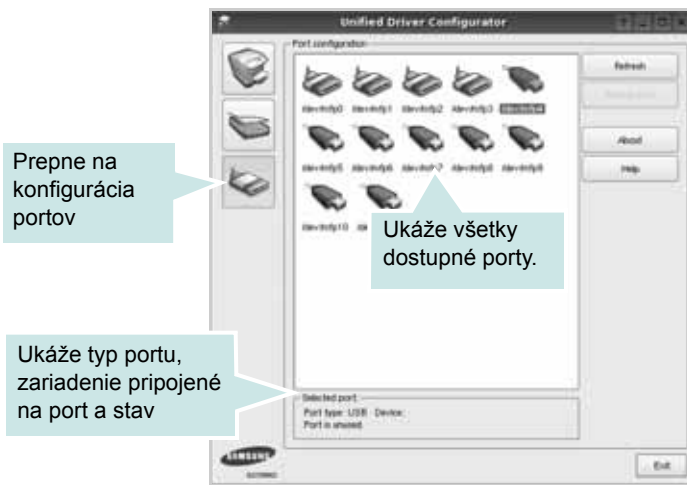 Unified Driver Configurator
Port configuration
Refresh
About
Help
/dev/mfp0 /dev/mfp1 /dev/mfp2 /dev/mfp3 /dev/mfp4
/dev/mfp5 /dev/mfp6 /dev/mfp7 /dev/mfp8 /dev/mfp9
/dev/mfp10
Prepne na
konfigurácia
portov
Ukáže všetky
dostupné porty.
Ukáže typ portu,
zariadenie pripojené
na port a stav
Selected port
Port type: USB Device:
Port is unused.
SAMSUNG
Exit